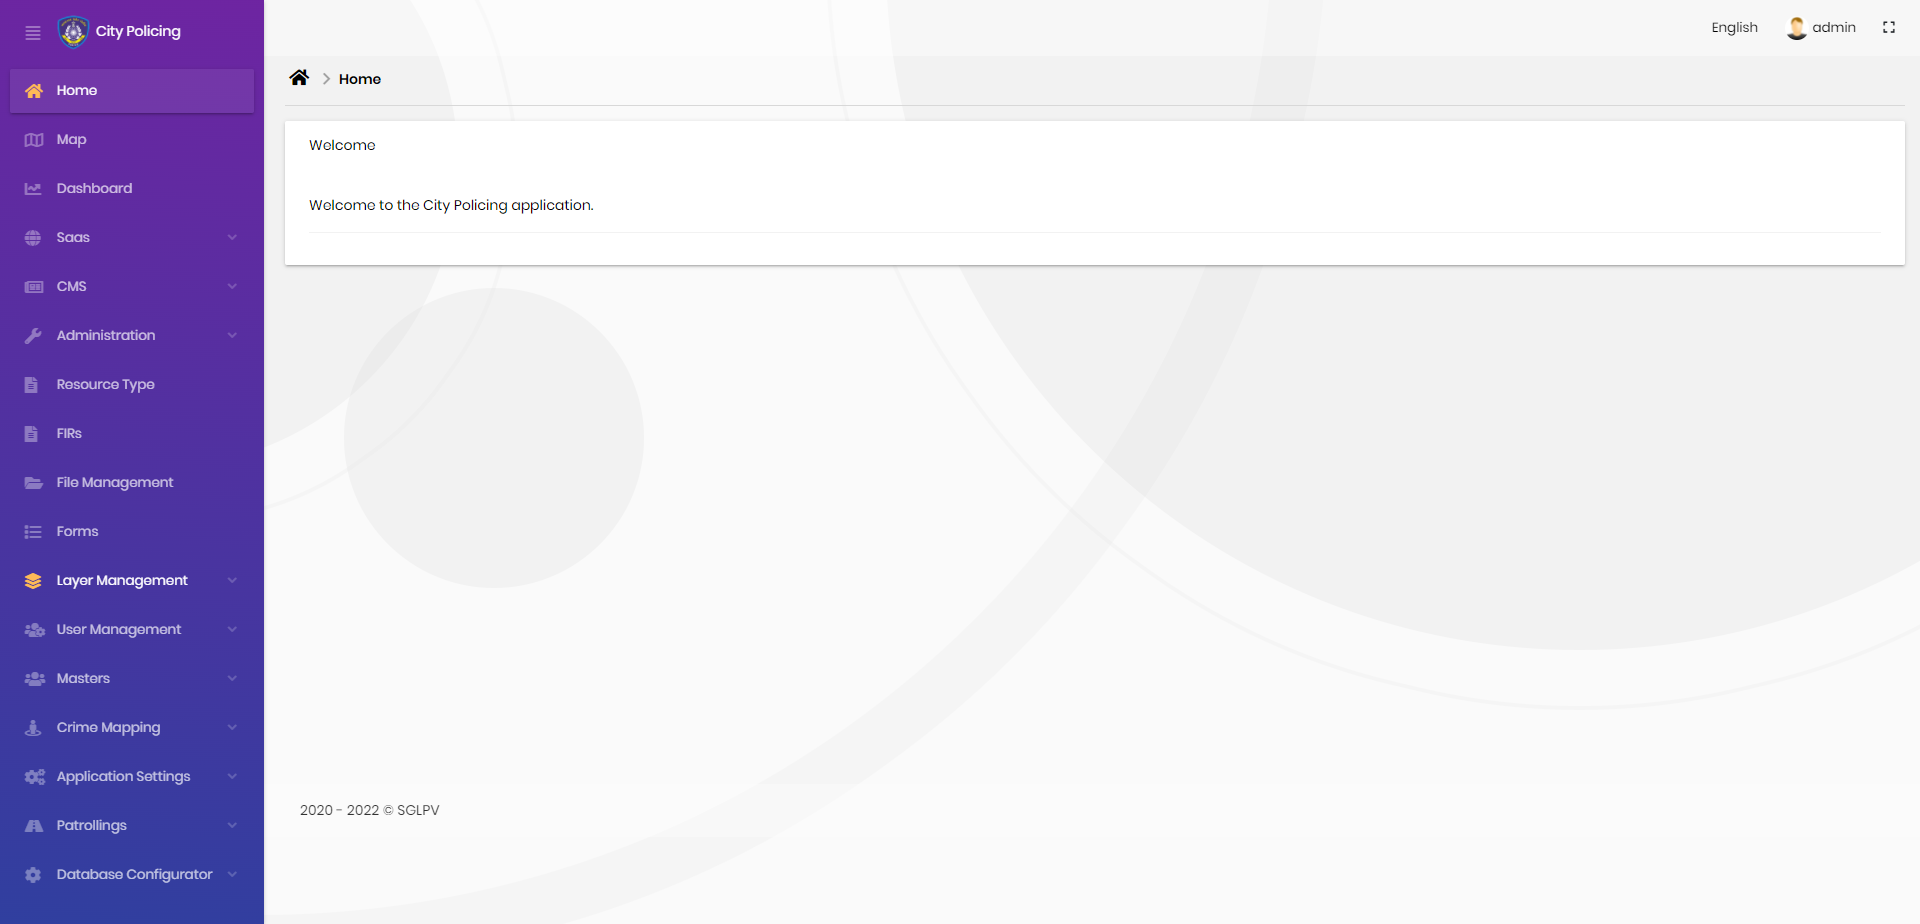 City Policing
Home
Map
Dashboard
Saas
CMS
Administration
Resource Type
FIRs
File Management
Forms
Layer Management
User Management
Masters
Crime Mapping
Application Settings
Patrollings
Database Configurator
English
admin
Home
Welcome
Welcome to the City Policing application.
2020 - 2022 © SGLPV